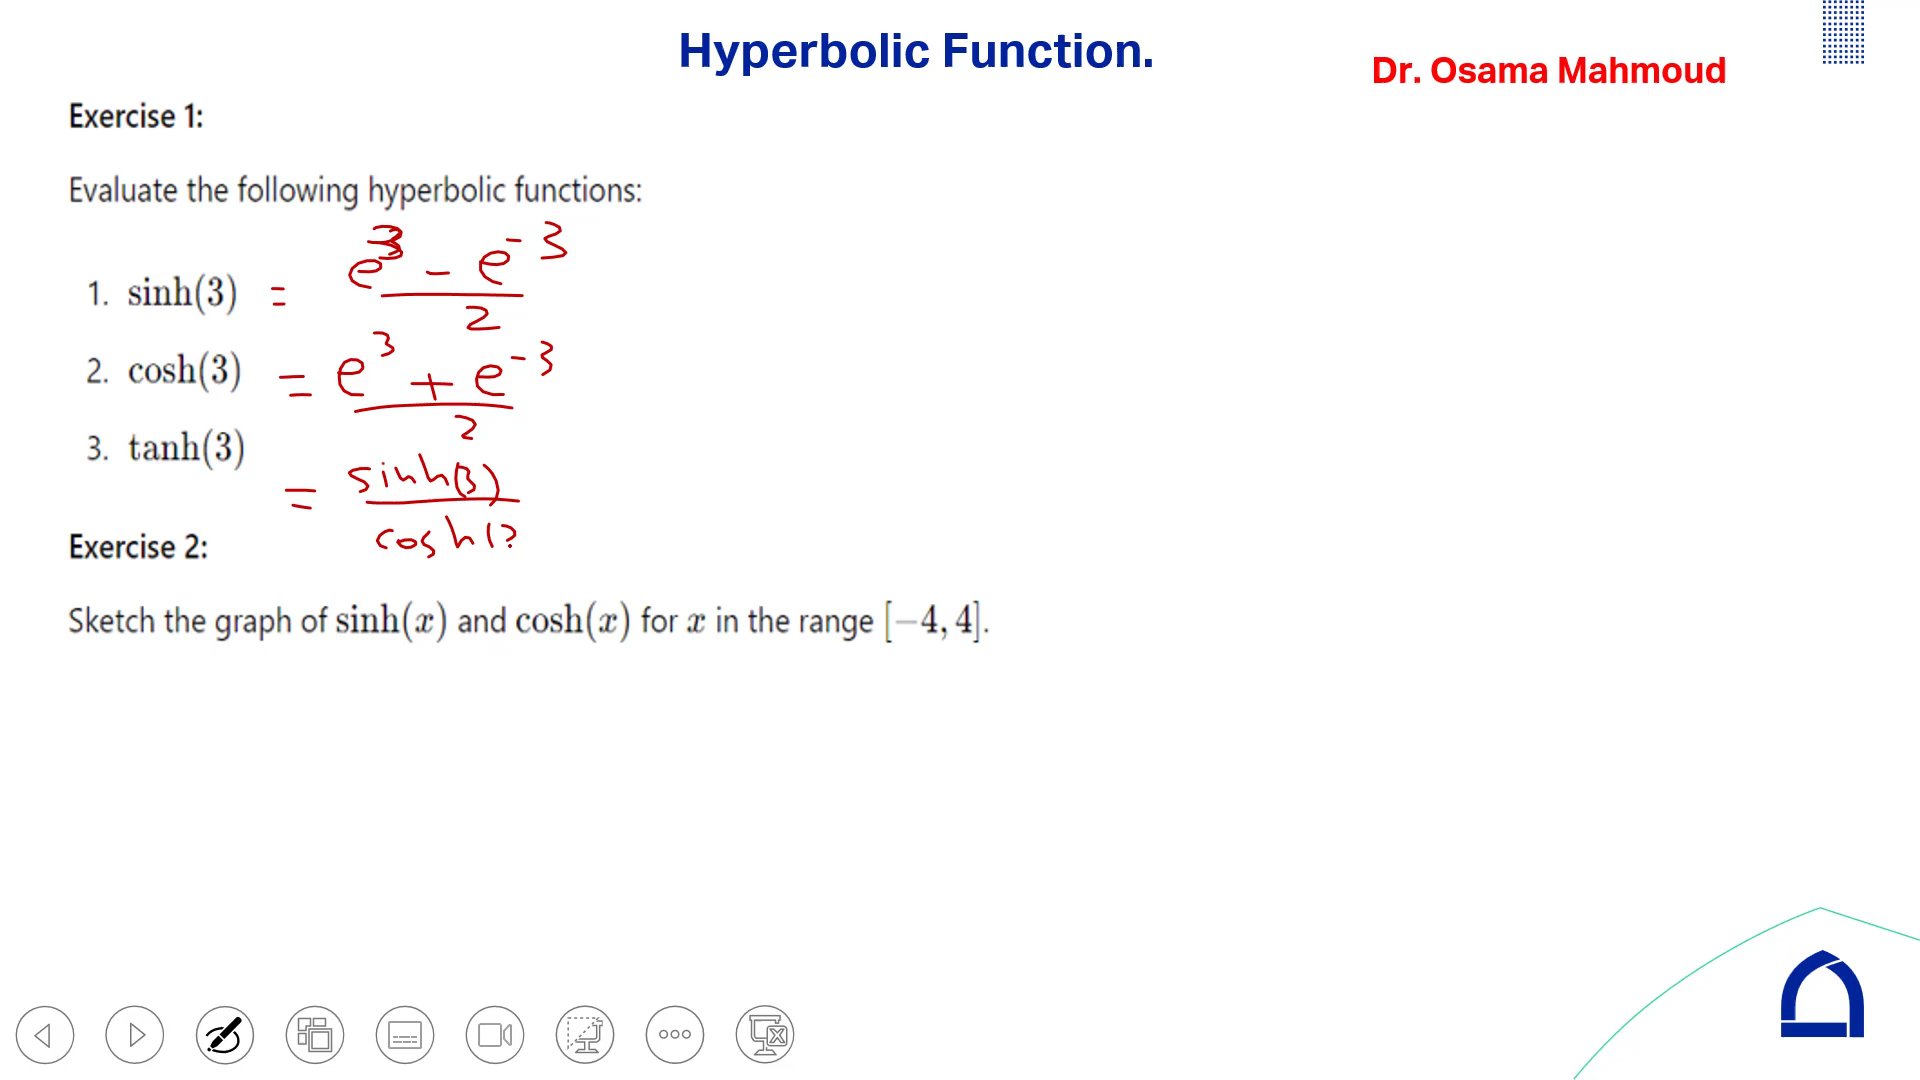 Hyperbolic Function.
Dr. Osama Mahmoud
Exercise 1:
Evaluate the following hyperbolic functions:
1. sinh(3) = e^3 - e^-3 / 2
2. cosh(3) = e^3 + e^-3 / 2
3. tanh(3)
= sinh(3) / cosh(3
Exercise 2:
Sketch the graph of sinh(x) and cosh(x) for x in the range [−4, 4].